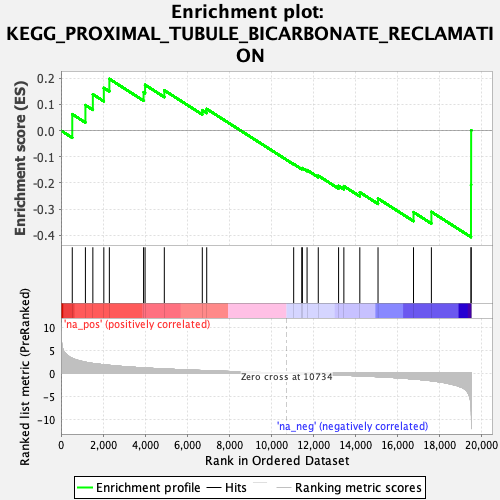 Enrichment plot:
KEGG_PROXIMAL_TUBULE_BICARBONATE_RECLAMATI
ON
Enrichment score (ES)
0.2
0.1
0.0
-0.1
-0.2
-0.3
-0.4
'na_pos' (positively correlated)
Ranked list metric (PreRanked)
10
5
0
-5
-10
Zero cross at 10734
'na_neg' (negatively correlated)
0 2,000 4,000 6,000 8,000 10,000 12,000 14,000 16,000 18,000 20,000
Rank in Ordered Dataset
Enrichment profile Hits Ranking metric scores